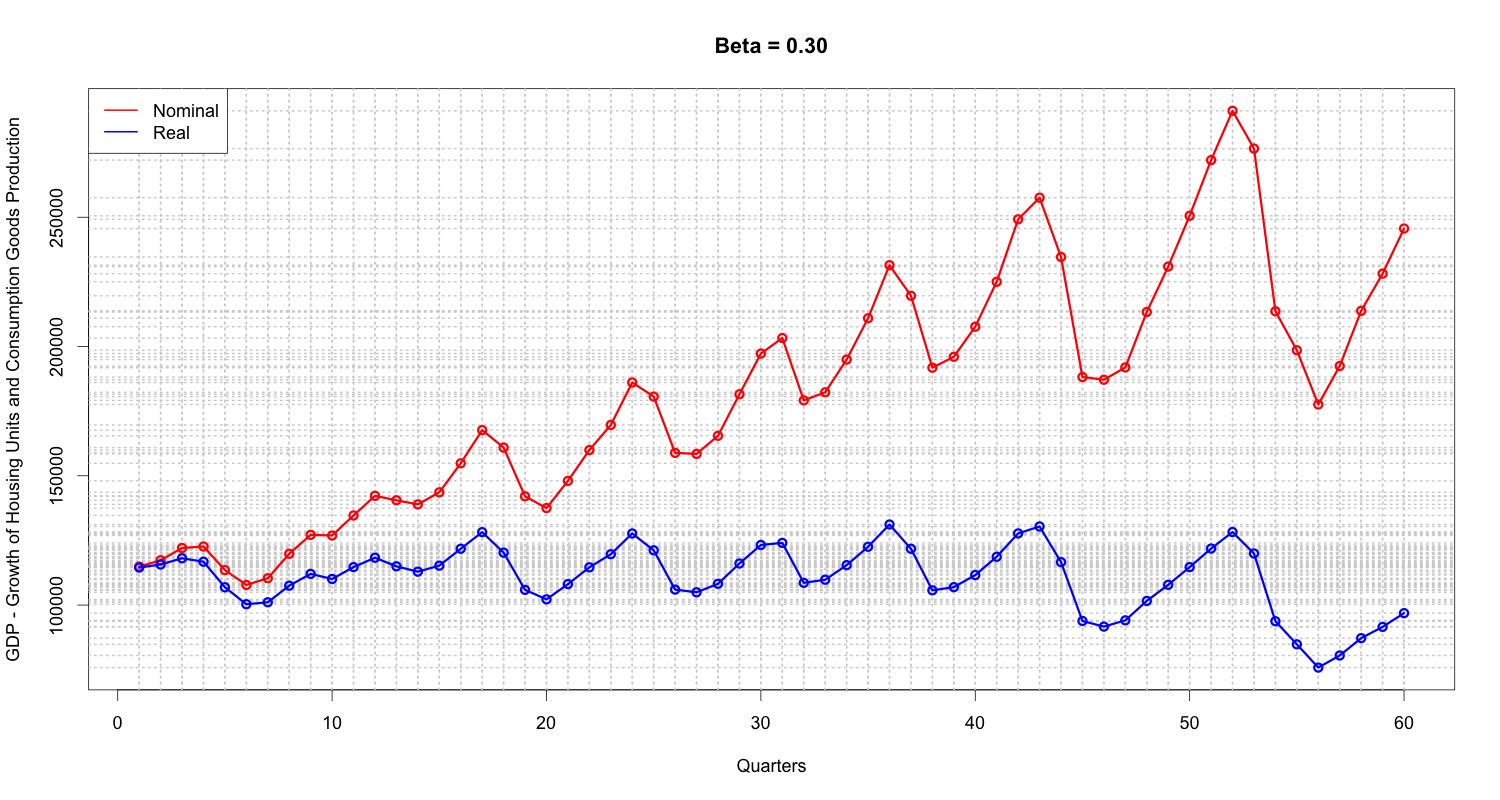 Beta = 0.30
Nominal
Real
GDP - Growth of Housing Units and Consumption Goods Production
250000
200000
150000
100000
0 10 20 30 40 50 60
Quarters